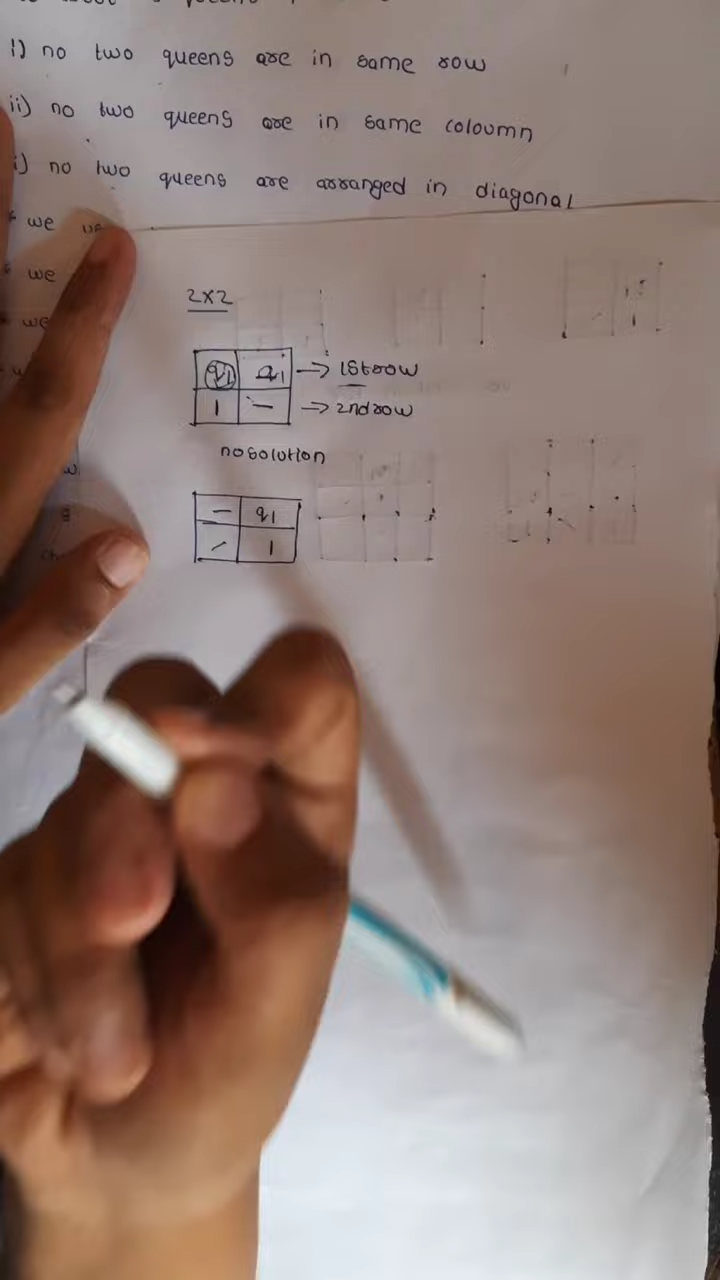 i) no two queens are in same row
ii) no two queens are in same coloumn
i) no two queens are arranged in diagonal
we
we
we
2x2
q1 q1 → 1st row
1 — → 2nd row
no solution
— q1
— 1